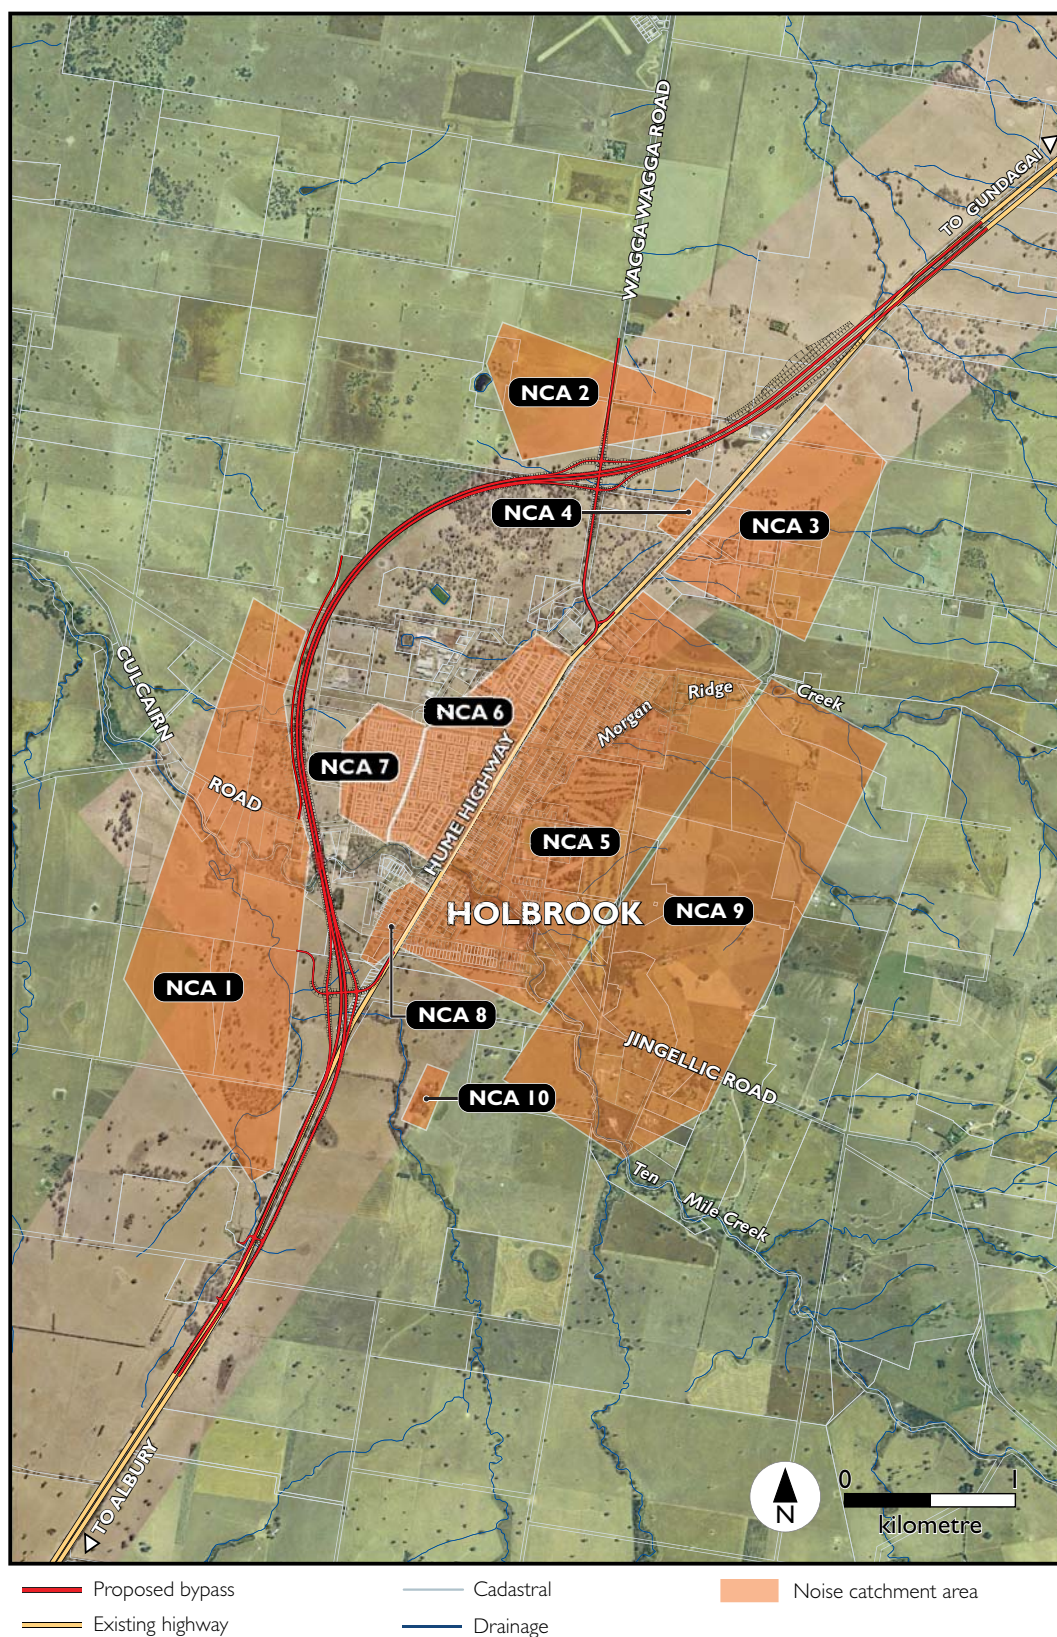 WAGGA WAGGA ROAD
TO GUNDAGAI
NCA 2
NCA 4
NCA 3
CULCAIRN
ROAD
NCA 6
Morgan
Ridge
Creek
NCA 7
HUME HIGHWAY
NCA 5
HOLBROOK
NCA 9
NCA 1
NCA 8
JINGELLIC ROAD
NCA 10
Ten
Mile Creek
TO ALBURY
N
0
1
kilometre
Proposed bypass
Existing highway
Cadastral
Drainage
Noise catchment area